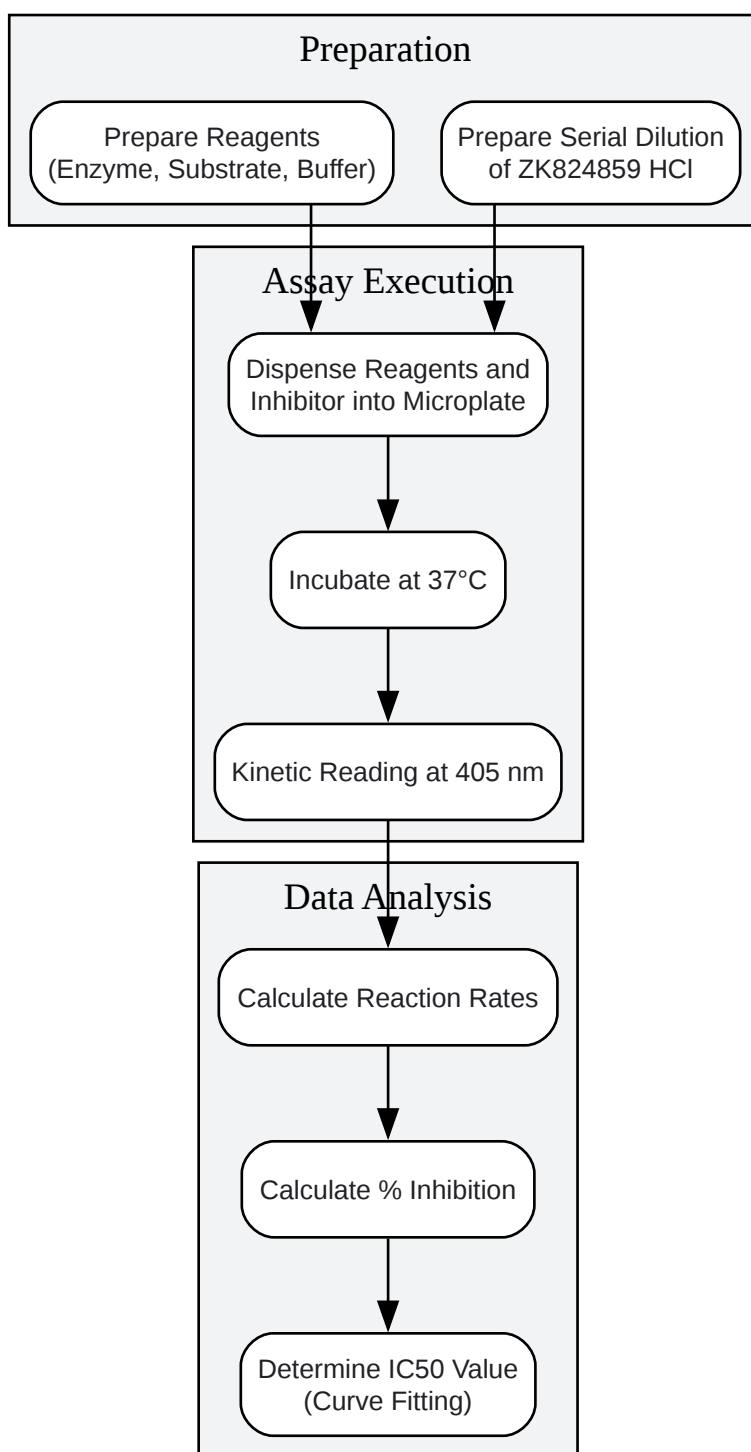 Preparation
Prepare Reagents
(Enzyme, Substrate, Buffer)
Prepare Serial Dilution
of ZK824859 HCl
Assay Execution
Dispense Reagents and
Inhibitor into Microplate
Incubate at 37°C
Kinetic Reading at 405 nm
Data Analysis
Calculate Reaction Rates
Calculate % Inhibition
Determine IC50 Value
(Curve Fitting)